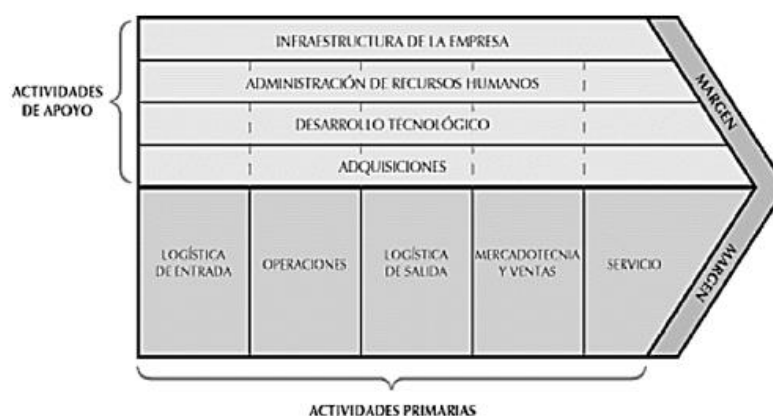 INFRAESTRUCTURA DE LA EMPRESA
ADMINISTRACIÓN DE RECURSOS HUMANOS
ACTIVIDADES
DE APOYO
DESARROLLO TECNOLÓGICO
ADQUISICIONES
MARGEN
LOGÍSTICA
DE ENTRADA
OPERACIONES
LOGÍSTICA
DE SALIDA
MERCADOTECNIA
Y VENTAS
SERVICIO
MARGEN
ACTIVIDADES PRIMARIAS